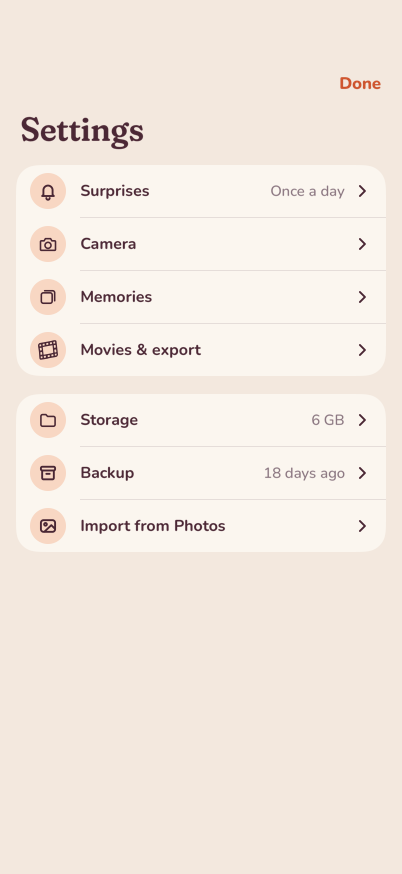 Done
Settings
Surprises Once a day
Camera
Memories
Movies & export
Storage 6 GB
Backup 18 days ago
Import from Photos